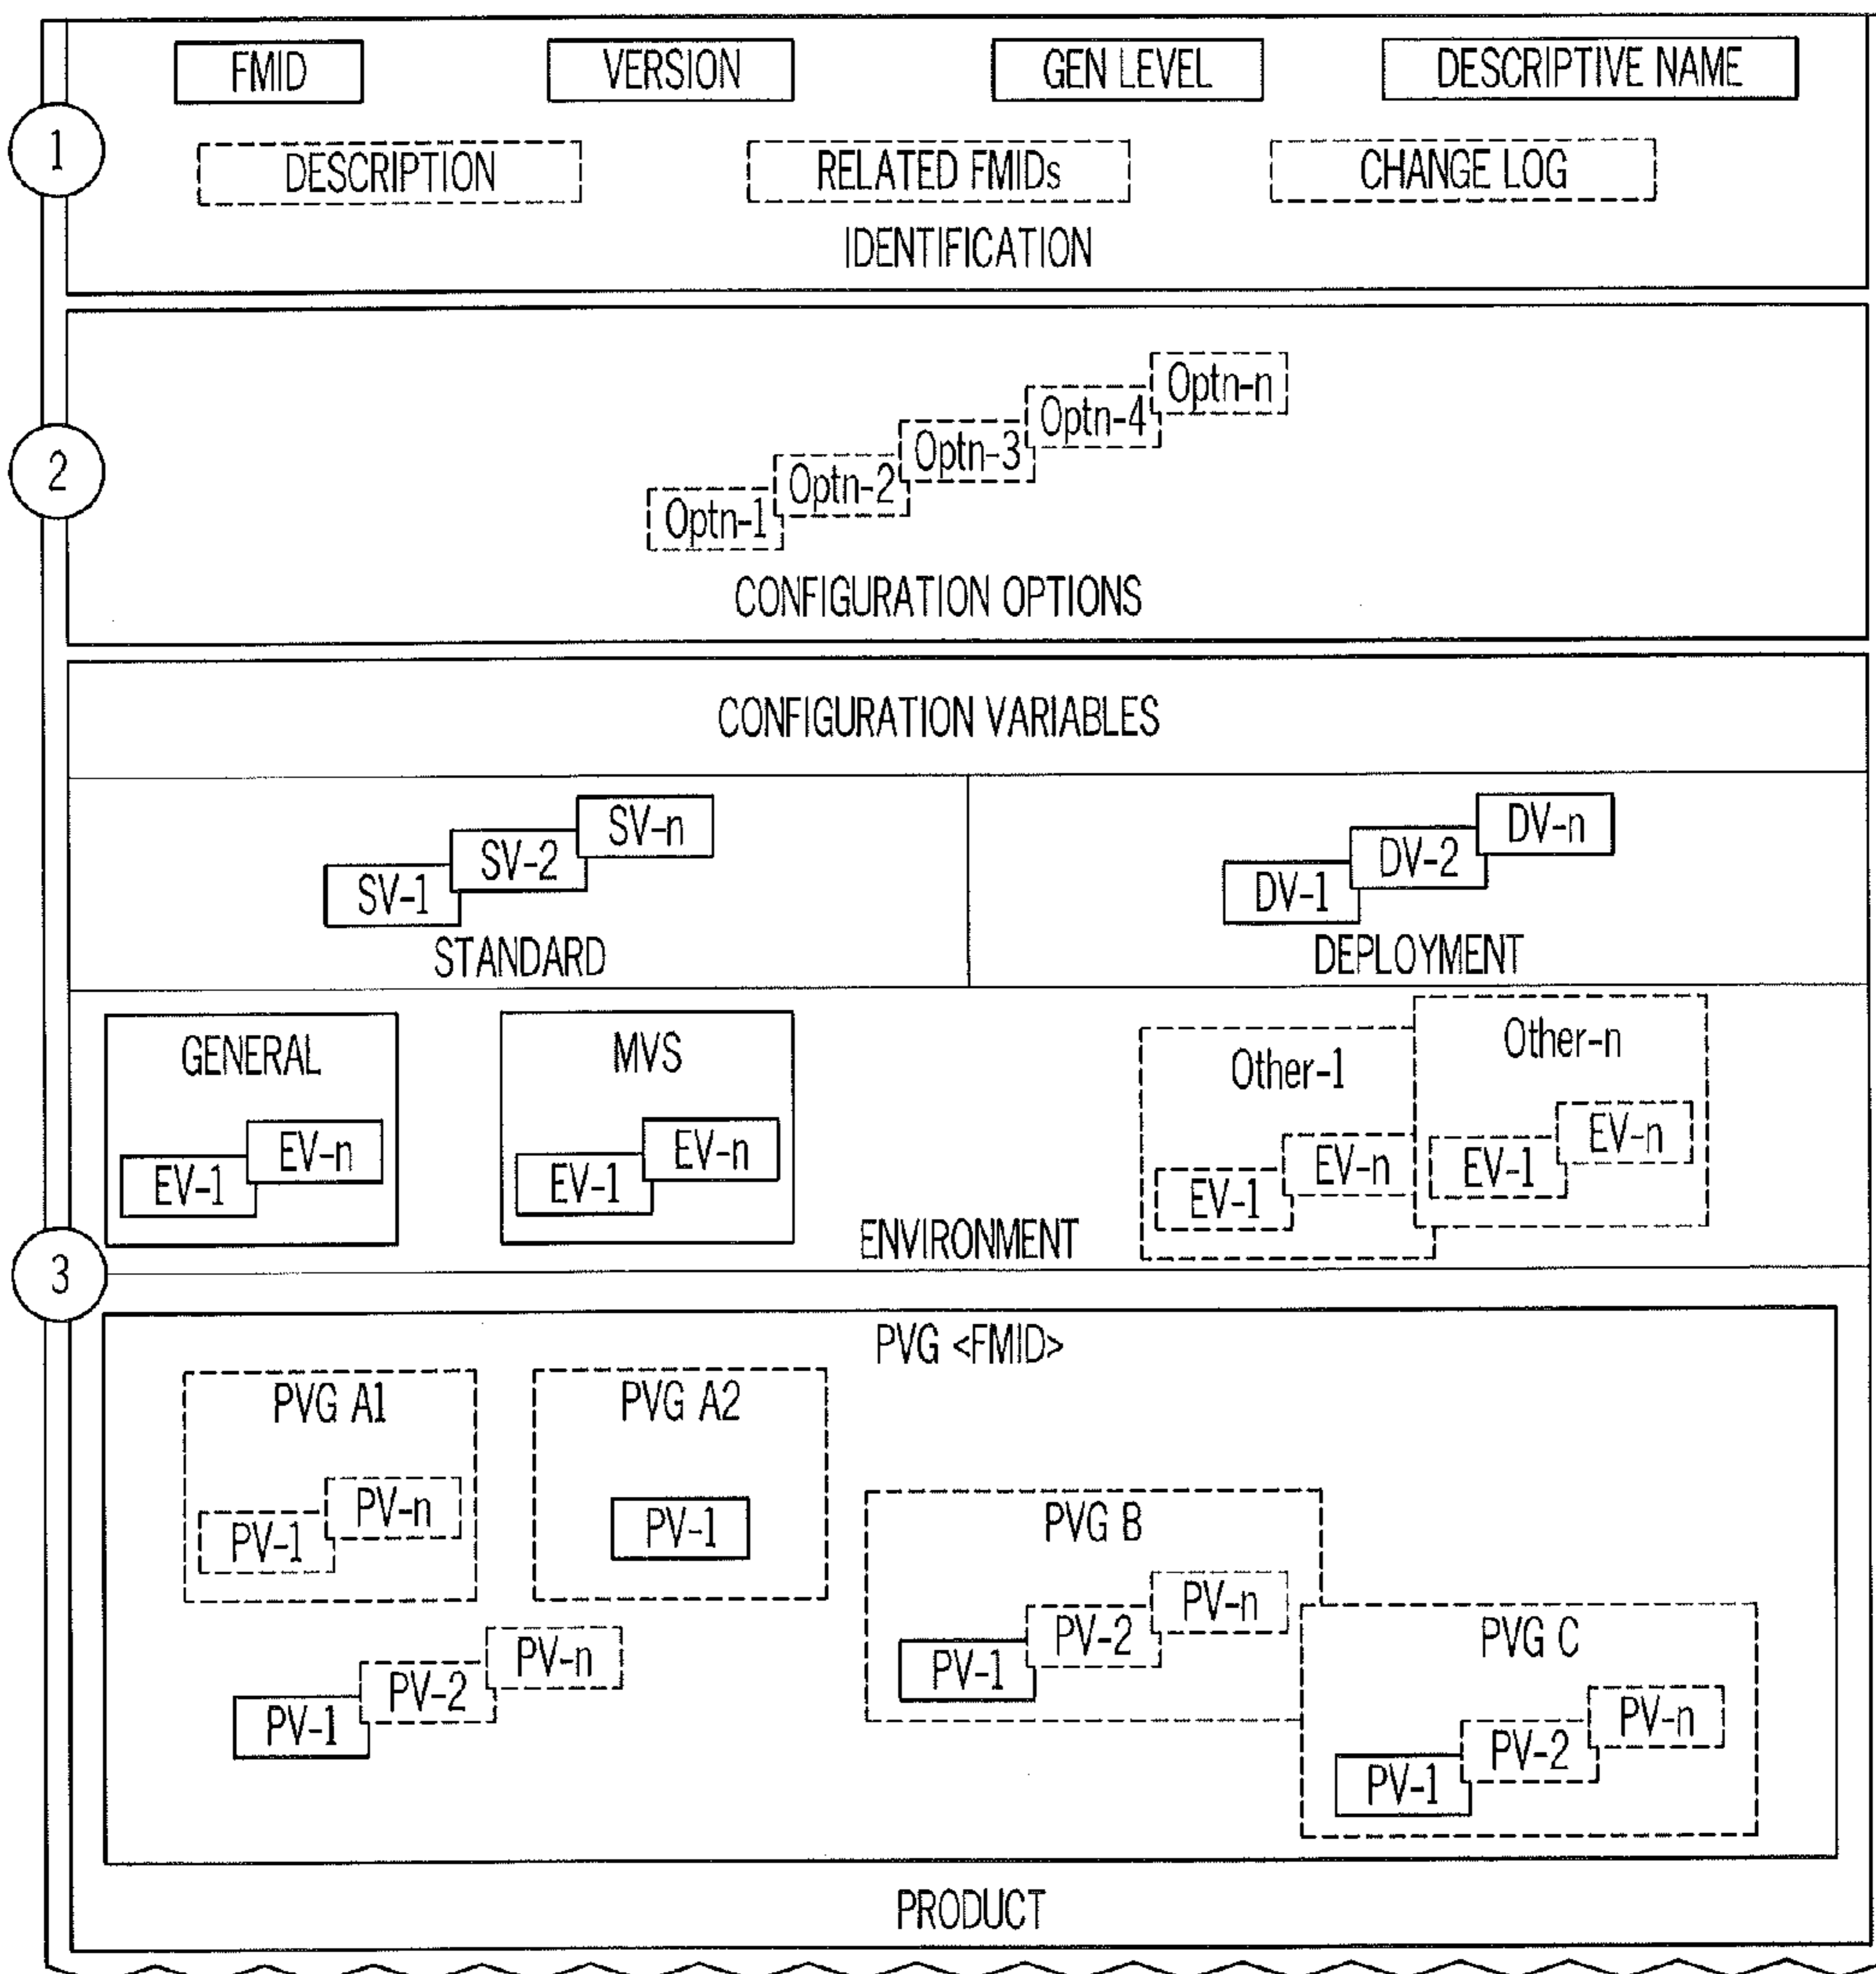 FMID VERSION GEN LEVEL DESCRIPTIVE NAME
1
DESCRIPTION RELATED FMIDs CHANGE LOG
IDENTIFICATION
2
Optn-1 Optn-2 Optn-3 Optn-4 Optn-n
CONFIGURATION OPTIONS
CONFIGURATION VARIABLES
SV-1 SV-2 SV-n
STANDARD
DV-1 DV-2 DV-n
DEPLOYMENT
GENERAL
EV-1 EV-n
MVS
EV-1 EV-n
Other-1
EV-1 EV-n
Other-n
EV-1 EV-n
ENVIRONMENT
3
PVG <FMID>
PVG A1
PV-1 PV-n
PVG A2
PV-1
PV-1 PV-2 PV-n
PVG B
PV-1 PV-2 PV-n
PVG C
PV-1 PV-2 PV-n
PRODUCT